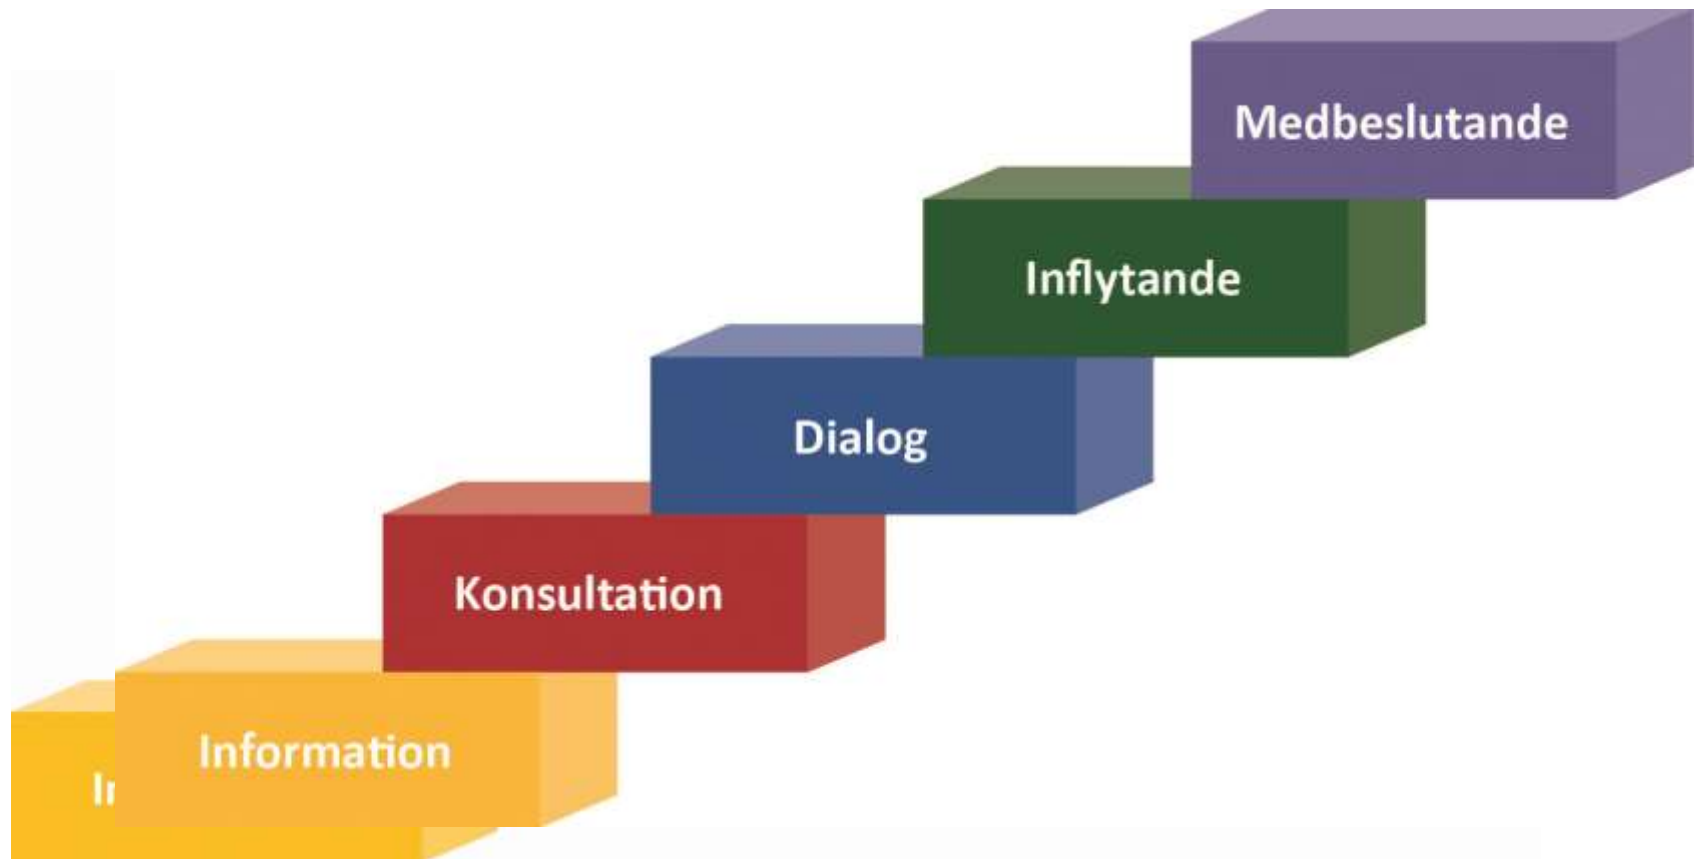 Medbeslutande
Inflytande
Dialog
Konsultation
Information